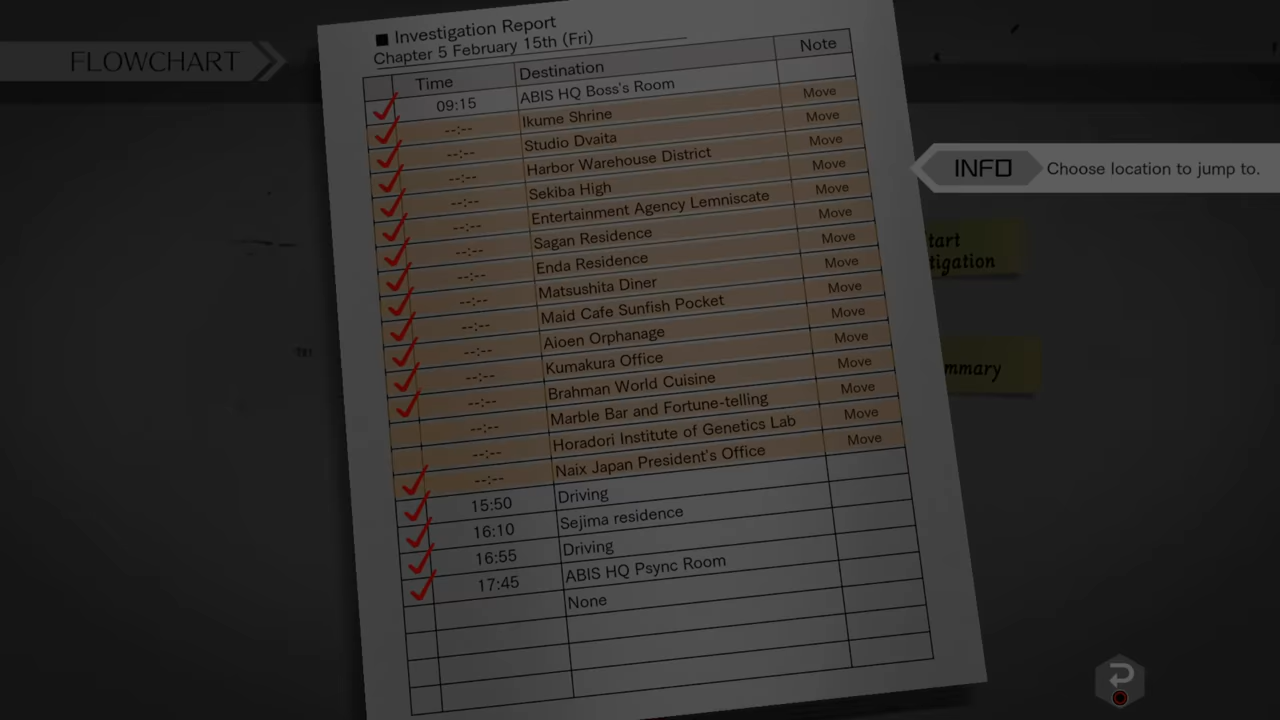 FLOWCHART
■ Investigation Report
Chapter 5 February 15th (Fri)
Time Destination Note
09:15 ABIS HQ Boss's Room
--:-- Ikume Shrine Move
--:-- Studio Dvaita Move
--:-- Harbor Warehouse District Move
--:-- Sekiba High Move
--:-- Entertainment Agency Lemniscate Move
--:-- Sagan Residence Move
--:-- Enda Residence Move
--:-- Matsushita Diner Move
--:-- Maid Cafe Sunfish Pocket Move
--:-- Aioen Orphanage Move
--:-- Kumakura Office Move
--:-- Brahman World Cuisine Move
--:-- Marble Bar and Fortune-telling Move
--:-- Horadori Institute of Genetics Lab Move
--:-- Naix Japan President's Office Move
15:50 Driving
16:10 Sejima residence
16:55 Driving
17:45 ABIS HQ Psync Room
None
INFO Choose location to jump to.
tart
tigation
mmary